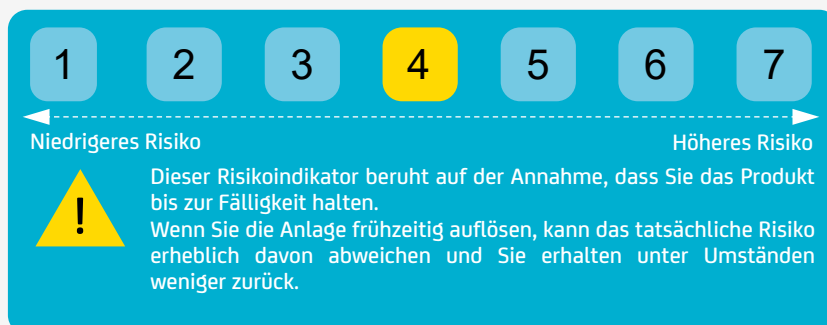 1 2 3 4 5 6 7
Niedrigeres Risiko Höheres Risiko
!
Dieser Risikoindikator beruht auf der Annahme, dass Sie das Produkt
bis zur Fälligkeit halten.
Wenn Sie die Anlage frühzeitig auflösen, kann das tatsächliche Risiko
erheblich davon abweichen und Sie erhalten unter Umständen
weniger zurück.